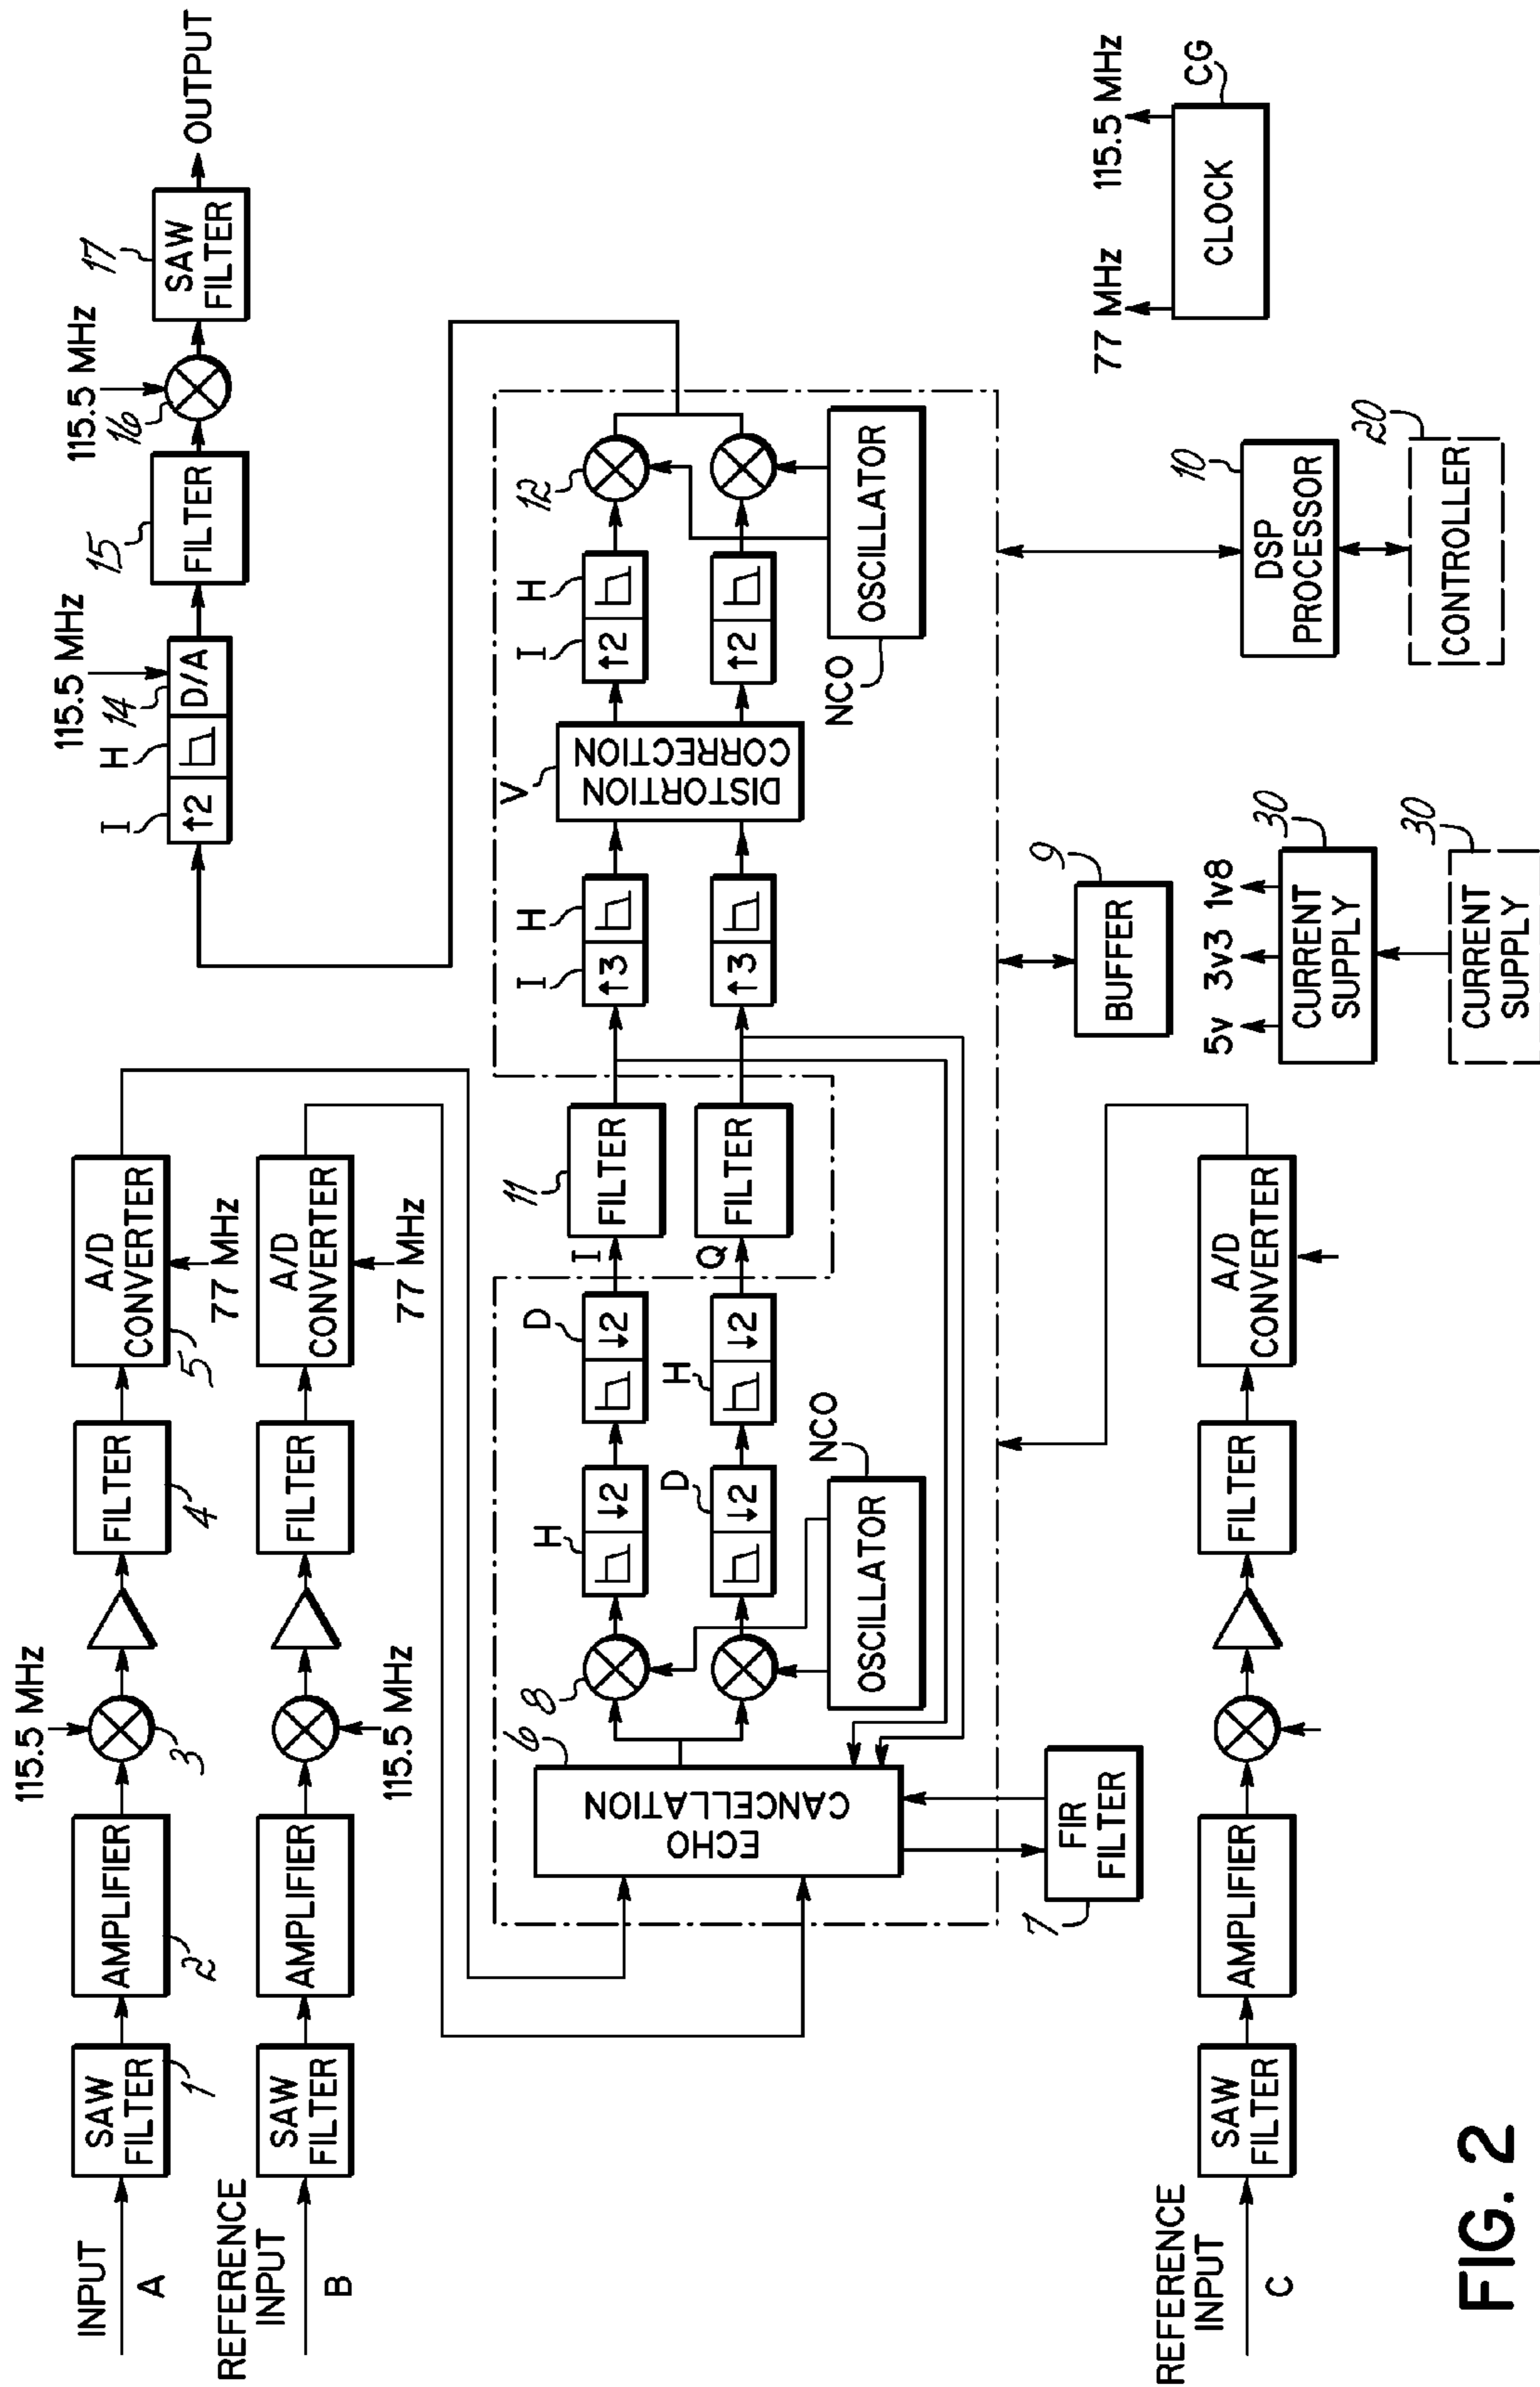 INPUT
A
SAW
FILTER
1
AMPLIFIER
2
115.5 MHz
3
FILTER
4
A/D
CONVERTER
5
77 MHz
REFERENCE
INPUT
B
SAW
FILTER
AMPLIFIER
115.5 MHz
FILTER
A/D
CONVERTER
77 MHz
115.5 MHz
I
H
14
↑2
D/A
15
FILTER
115.5 MHz
16
17
SAW
FILTER
OUTPUT
6
ECHO
CANCELLATION
8
H
↓2
D
↓2
I
11
FILTER
D
↓2
H
↓2
Q
FILTER
OSCILLATOR
NCO
I
H
↑3
↑3
V
DISTORTION
CORRECTION
I
H
↑2
↑2
12
OSCILLATOR
NCO
7
FIR
FILTER
9
BUFFER
10
DSP
PROCESSOR
20
CONTROLLER
77 MHz
115.5 MHz
CLOCK
CG
5v
3v3
1v8
CURRENT
SUPPLY
30
CURRENT
SUPPLY
30
REFERENCE
INPUT
C
SAW
FILTER
AMPLIFIER
FILTER
A/D
CONVERTER
FIG. 2